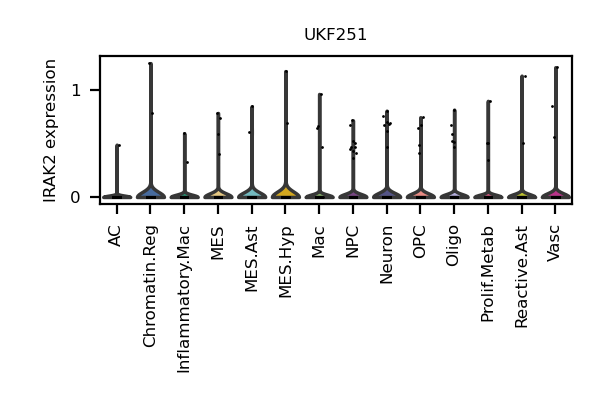 UKF251
IRAK2 expression
1
0
AC
Chromatin.Reg
Inflammatory.Mac
MES
MES.Ast
MES.Hyp
Mac
NPC
Neuron
OPC
Oligo
Prolif.Metab
Reactive.Ast
Vasc